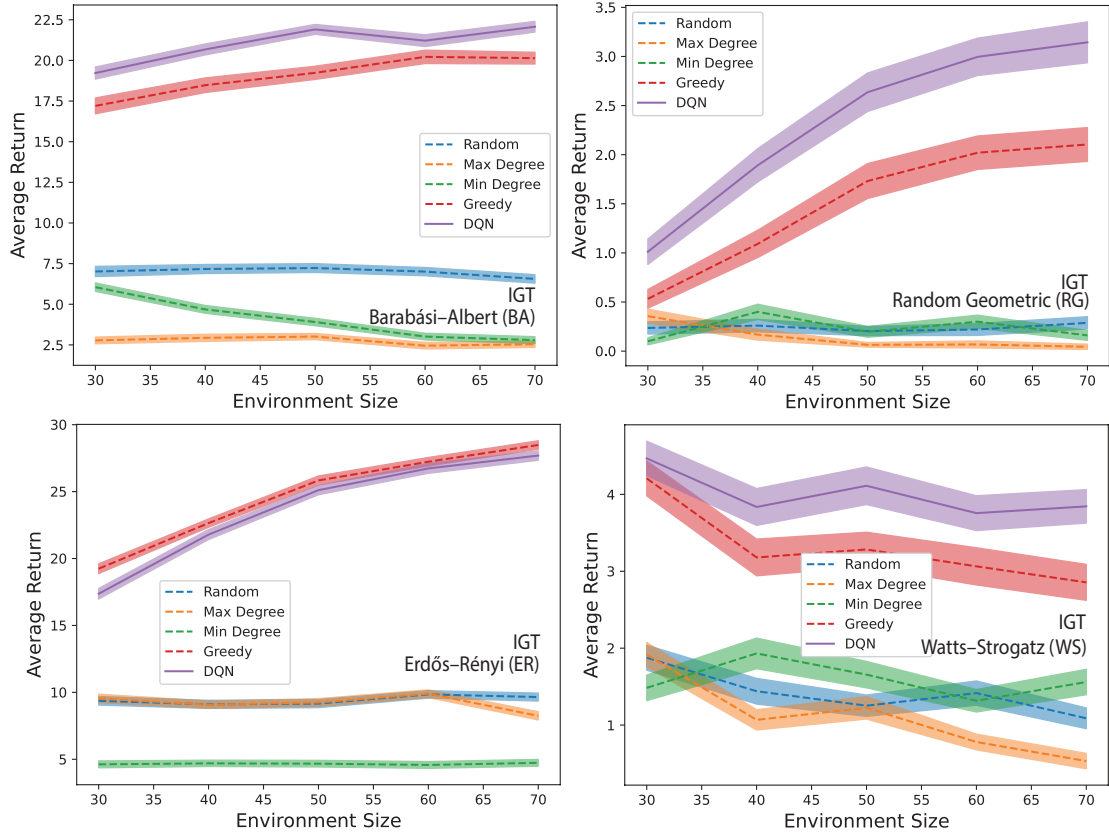 22.5
20.0
17.5
15.0
12.5
10.0
7.5
5.0
2.5
Average Return
Random
Max Degree
Min Degree
Greedy
DQN
IGT
Barabási–Albert (BA)
30 35 40 45 50 55 60 65 70
Environment Size
3.5
3.0
2.5
2.0
1.5
1.0
0.5
0.0
Average Return
Random
Max Degree
Min Degree
Greedy
DQN
IGT
Random Geometric (RG)
30 35 40 45 50 55 60 65 70
Environment Size
30
25
20
15
10
5
Average Return
Random
Max Degree
Min Degree
Greedy
DQN
IGT
Erdős–Rényi (ER)
30 35 40 45 50 55 60 65 70
Environment Size
4
3
2
1
Average Return
Random
Max Degree
Min Degree
Greedy
DQN
IGT
Watts–Strogatz (WS)
30 35 40 45 50 55 60 65 70
Environment Size